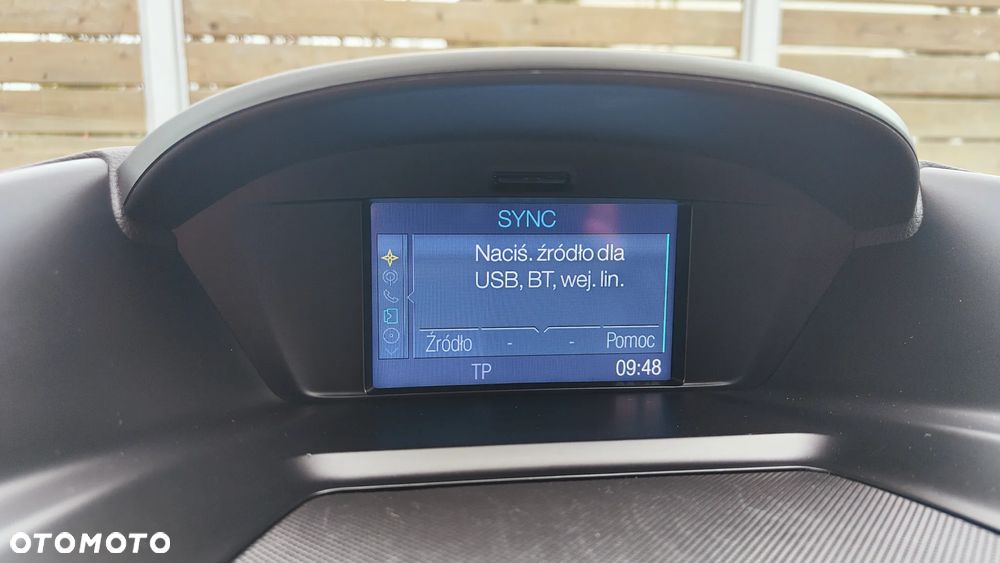 SYNC
Naciś. źródło dla
USB, BT, wej. lin.
Źródło - - Pomoc
TP 09:48
OTOMOTO